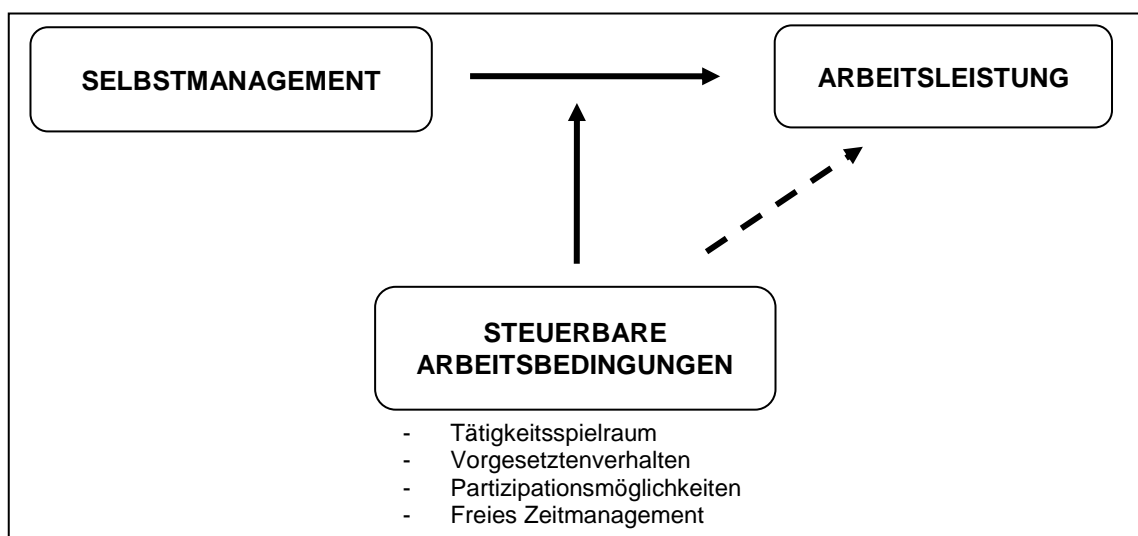 SELBSTMANAGEMENT
ARBEITSLEISTUNG
STEUERBARE
ARBEITSBEDINGUNGEN
- Tätigkeitsspielraum
- Vorgesetztenverhalten
- Partizipationsmöglichkeiten
- Freies Zeitmanagement